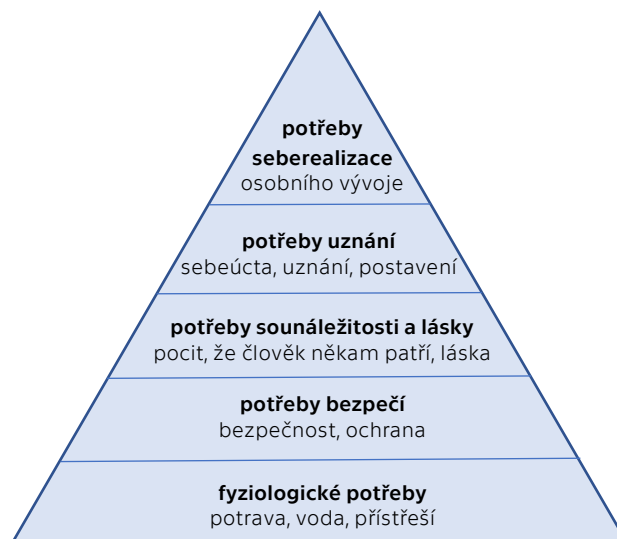 potřeby
seberealizace
osobního vývoje
potřeby uznání
sebeúcta, uznání, postavení
potřeby sounáležitosti a lásky
pocit, že člověk někam patří, láska
potřeby bezpečí
bezpečnost, ochrana
fyziologické potřeby
potrava, voda, přístřeší